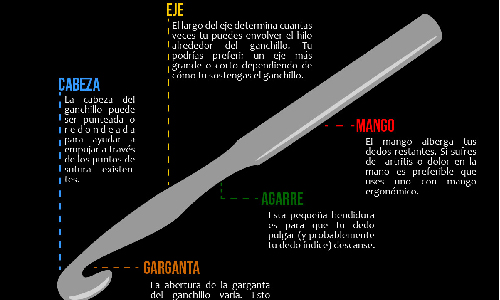 EJE
El largo del eje determina cuantas
veces tu puedes envolver el hilo
alrededor del ganchillo. Tu
podrías preferir un eje más
grande o corto dependiendo de
cómo tu sostengas el ganchillo.
CABEZA
La cabeza del
ganchillo puede
ser punteada o
redondeada
para ayudar a
empujar a través
de los puntos de
sutura existen-
tes.
MANGO
El mango alberga tus
dedos restantes. Si sufres
de artritis o dolor en la
mano es preferible que
uses uno con mango
ergonómico.
AGARRE
Esta pequeña hendidura
es para que tu dedo
pulgar (y probablemente
tu dedo índice) descanse.
GARGANTA
La abertura de la garganta
del ganchillo varía. Esto